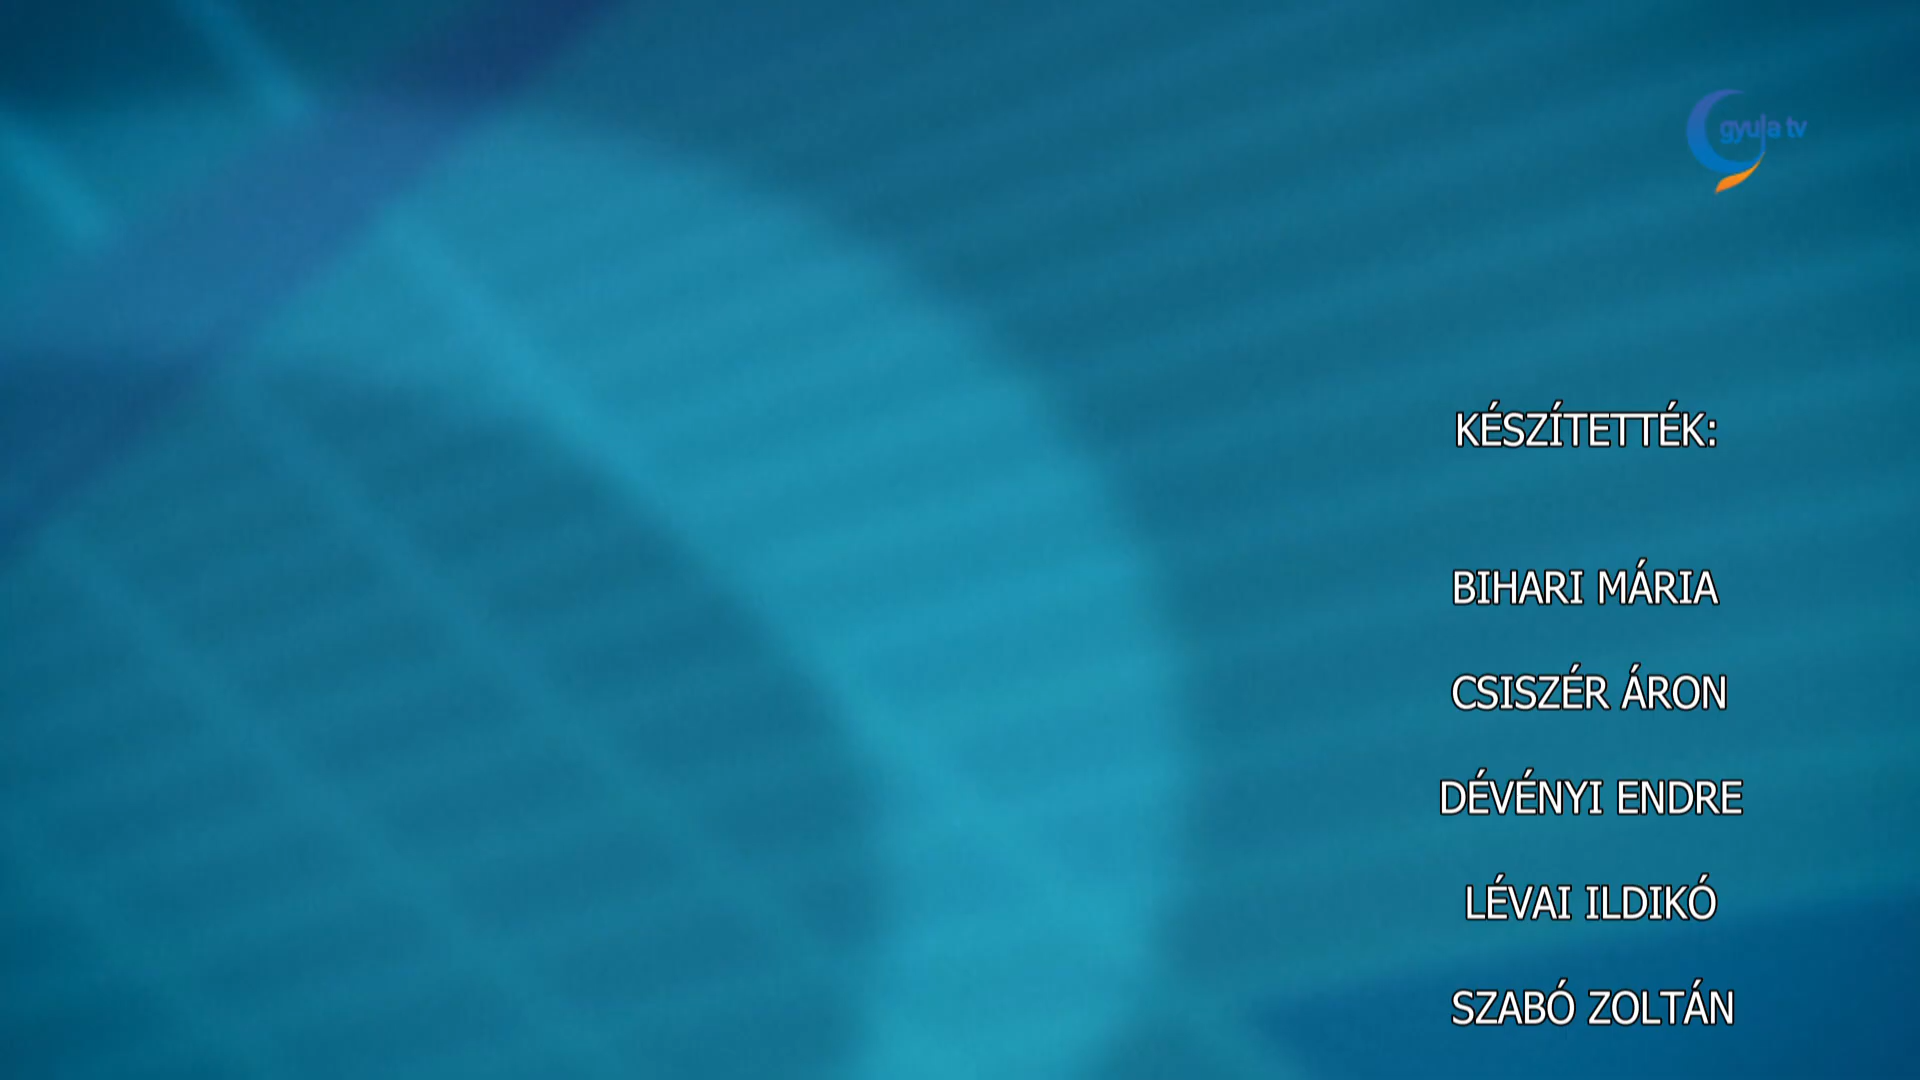 gyula tv
KÉSZÍTETTÉK:
BIHARI MÁRIA
CSISZÉR ÁRON
DÉVÉNYI ENDRE
LÉVAI ILDIKÓ
SZABÓ ZOLTÁN